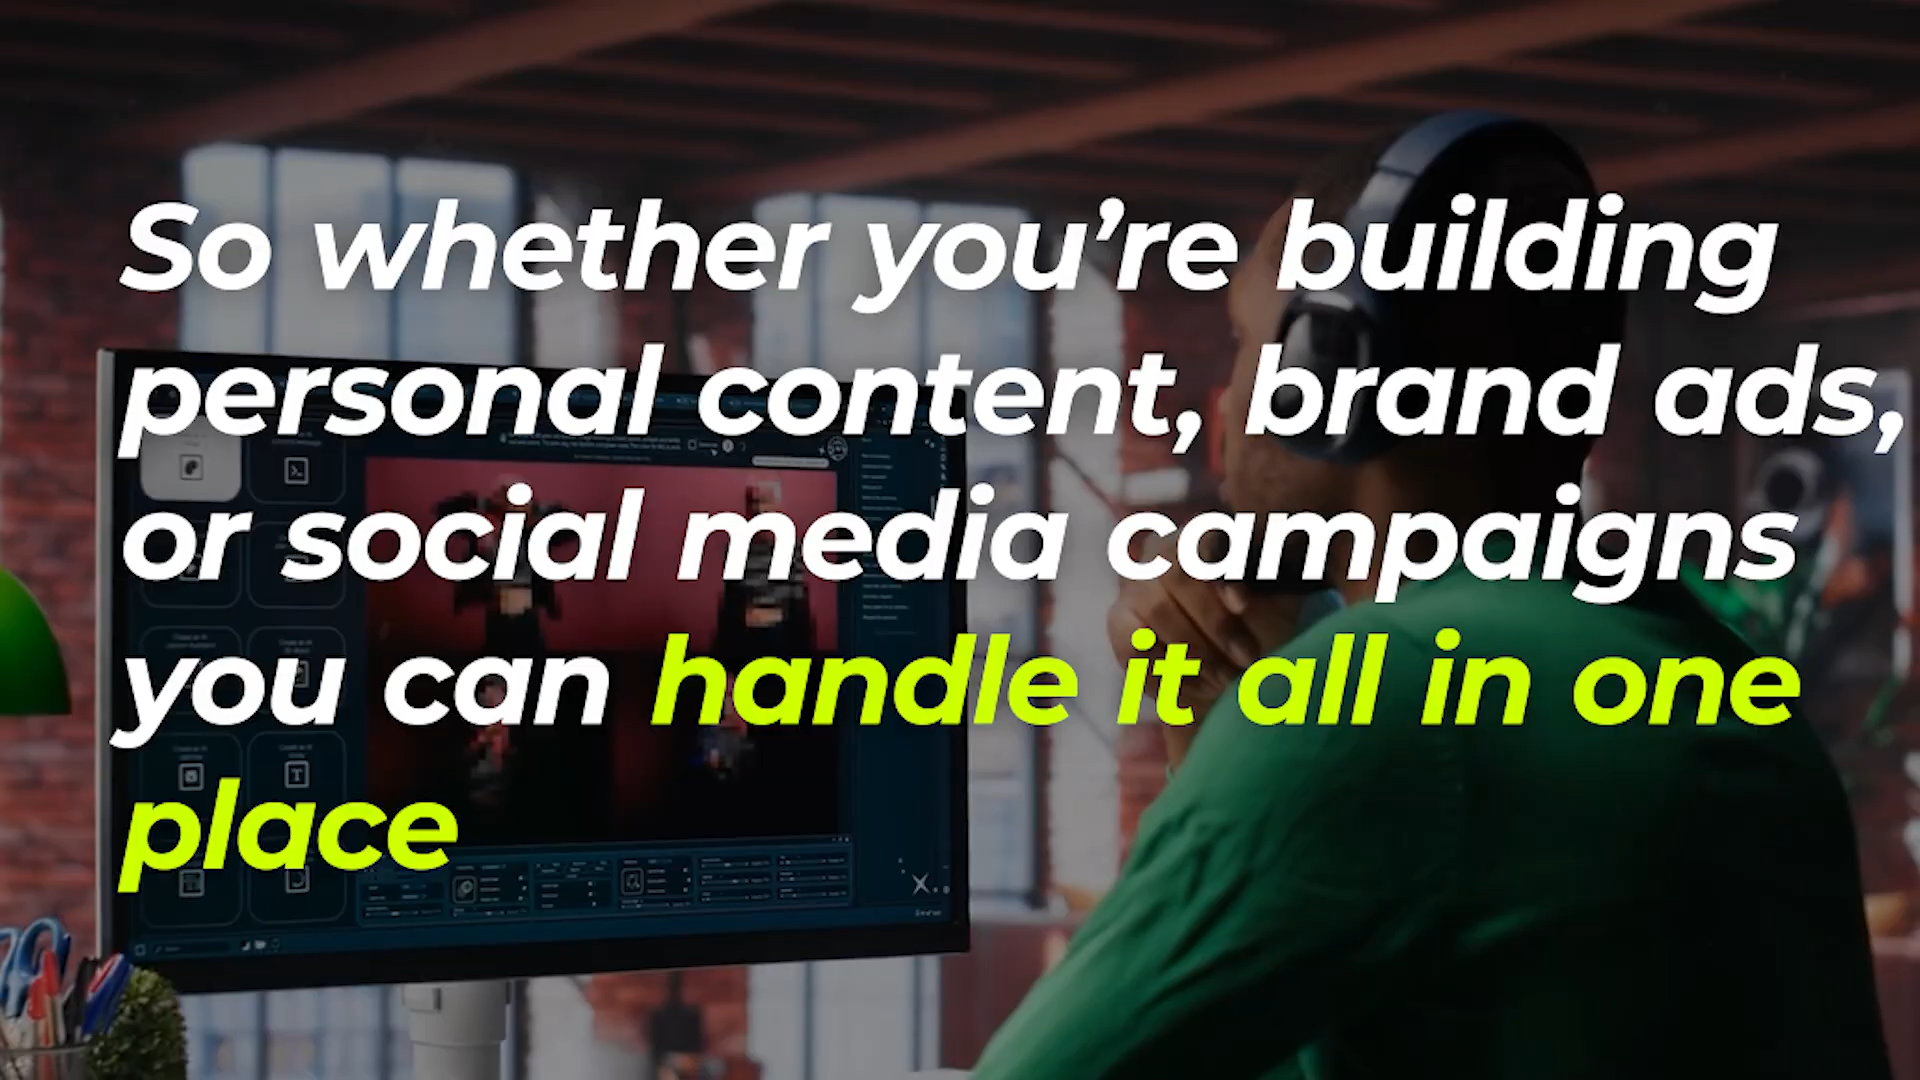 So whether you’re building
personal content, brand ads,
or social media campaigns
you can handle it all in one
place